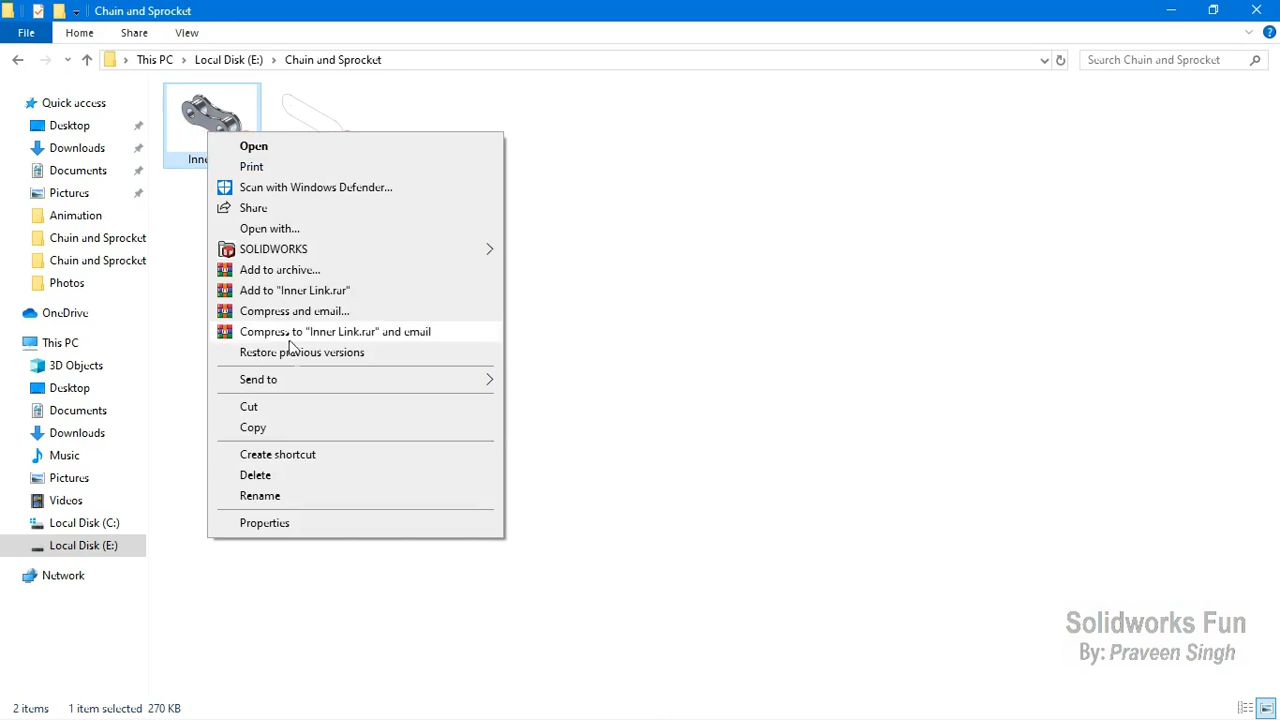 Chain and Sprocket
File Home Share View
This PC Local Disk (E:) Chain and Sprocket
Search Chain and Sprocket
Quick access
Desktop
Downloads
Documents
Pictures
Animation
Chain and Sprocket
Chain and Sprocket
Photos
OneDrive
This PC
3D Objects
Desktop
Documents
Downloads
Music
Pictures
Videos
Local Disk (C:)
Local Disk (E:)
Network
Inne
Open
Print
Scan with Windows Defender...
Share
Open with...
SOLIDWORKS
Add to archive...
Add to "Inner Link.rar"
Compress and email...
Compress to "Inner Link.rar" and email
Restore previous versions
Send to
Cut
Copy
Create shortcut
Delete
Rename
Properties
Solidworks Fun
By: Praveen Singh
2 items 1 item selected 270 KB